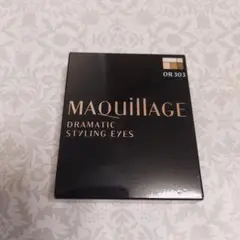 OR303
MAQuillAGE
DRAMATIC
STYLING EYES